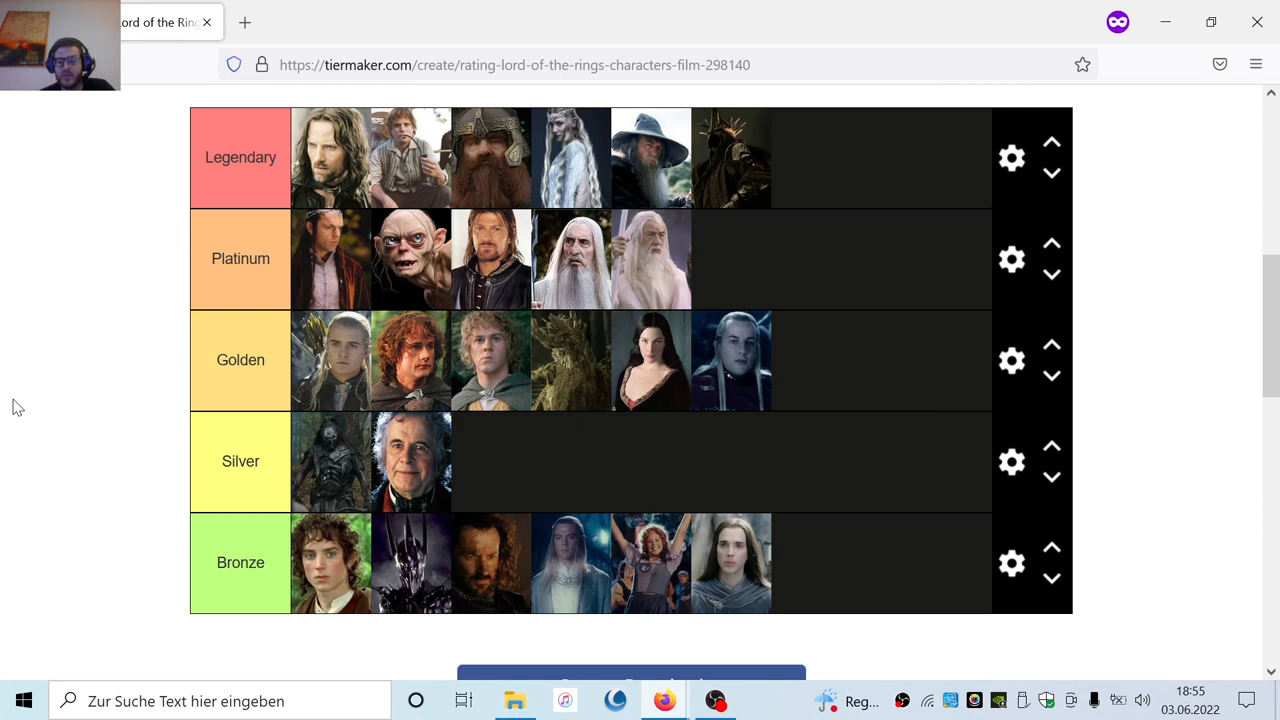 ord of the Ring
https://tiermaker.com/create/rating-lord-of-the-rings-characters-film-298140
Legendary
Platinum
Golden
Silver
Bronze
Zur Suche Text hier eingeben
Reg...
18:55
03.06.2022